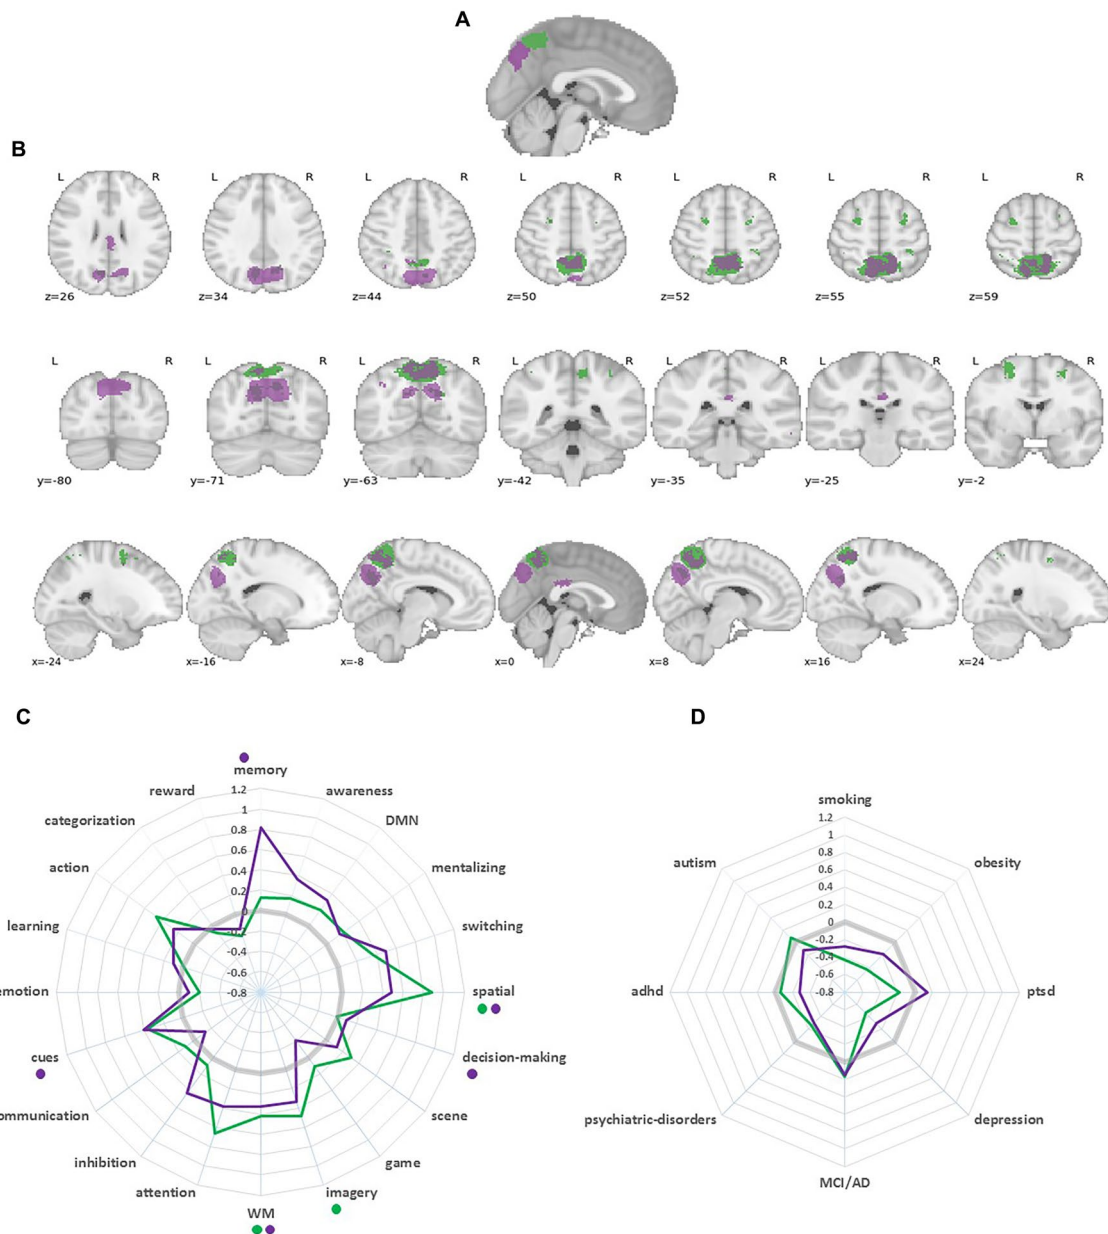 A
B
L R L R L R L R L R L R L R
z=26 z=34 z=44 z=50 z=52 z=55 z=59
L R L R L R L R L R L R L R
y=-80 y=-71 y=-63 y=-42 y=-35 y=-25 y=-2
x=-24 x=-16 x=-8 x=0 x=8 x=16 x=24
C
memory
awareness
DMN
mentalizing
switching
spatial
decision-making
scene
game
imagery
WM
attention
inhibition
ommunication
cues
emotion
learning
action
categorization
reward
1.2
1
0.8
0.6
0.4
0.2
0
-0.2
-0.4
-0.6
-0.8
D
smoking
obesity
ptsd
depression
MCI/AD
psychiatric-disorders
adhd
autism
1.2
1
0.8
0.6
0.4
0.2
0
-0.2
-0.4
-0.6
-0.8